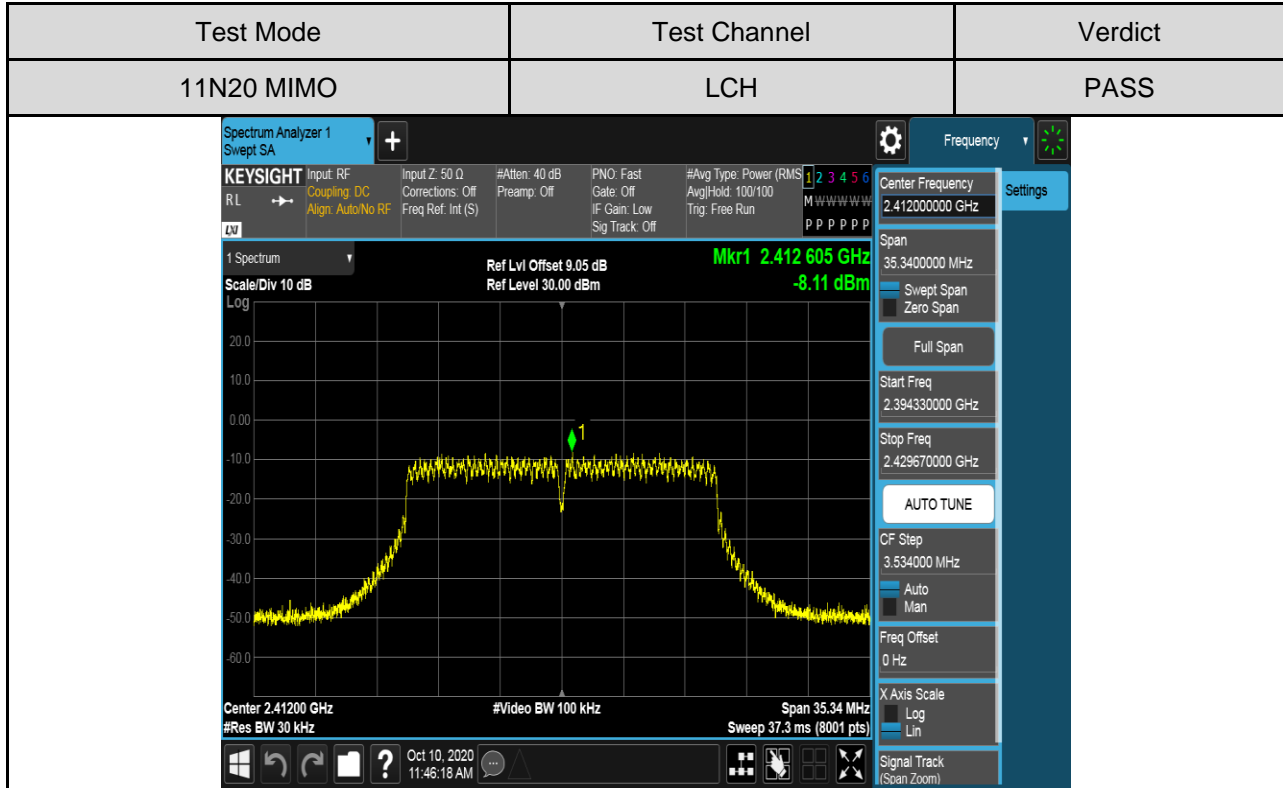 Test Mode Test Channel Verdict
11N20 MIMO LCH PASS
Spectrum Analyzer 1
Swept SA
+
Frequency
KEYSIGHT
RL
LXI
Input: RF
Coupling: DC
Align: Auto/No RF
Input Z: 50 Ω
Corrections: Off
Freq Ref: Int (S)
#Atten: 40 dB
Preamp: Off
PNO: Fast
Gate: Off
IF Gain: Low
Sig Track: Off
#Avg Type: Power (RMS
Avg|Hold: 100/100
Trig: Free Run
1 2 3 4 5 6
M W W W W W
P P P P P P
1 Spectrum
Scale/Div 10 dB
Ref Lvl Offset 9.05 dB
Ref Level 30.00 dBm
Mkr1 2.412 605 GHz
-8.11 dBm
Log
20.0
10.0
0.00
-10.0
-20.0
-30.0
-40.0
-50.0
-60.0
1
Center 2.41200 GHz
#Res BW 30 kHz
#Video BW 100 kHz
Span 35.34 MHz
Sweep 37.3 ms (8001 pts)
Center Frequency
2.412000000 GHz
Settings
Span
35.3400000 MHz
Swept Span
Zero Span
Full Span
Start Freq
2.394330000 GHz
Stop Freq
2.429670000 GHz
AUTO TUNE
CF Step
3.534000 MHz
Auto
Man
Freq Offset
0 Hz
X Axis Scale
Log
Lin
Signal Track
(Span Zoom)
?
Oct 10, 2020
11:46:18 AM